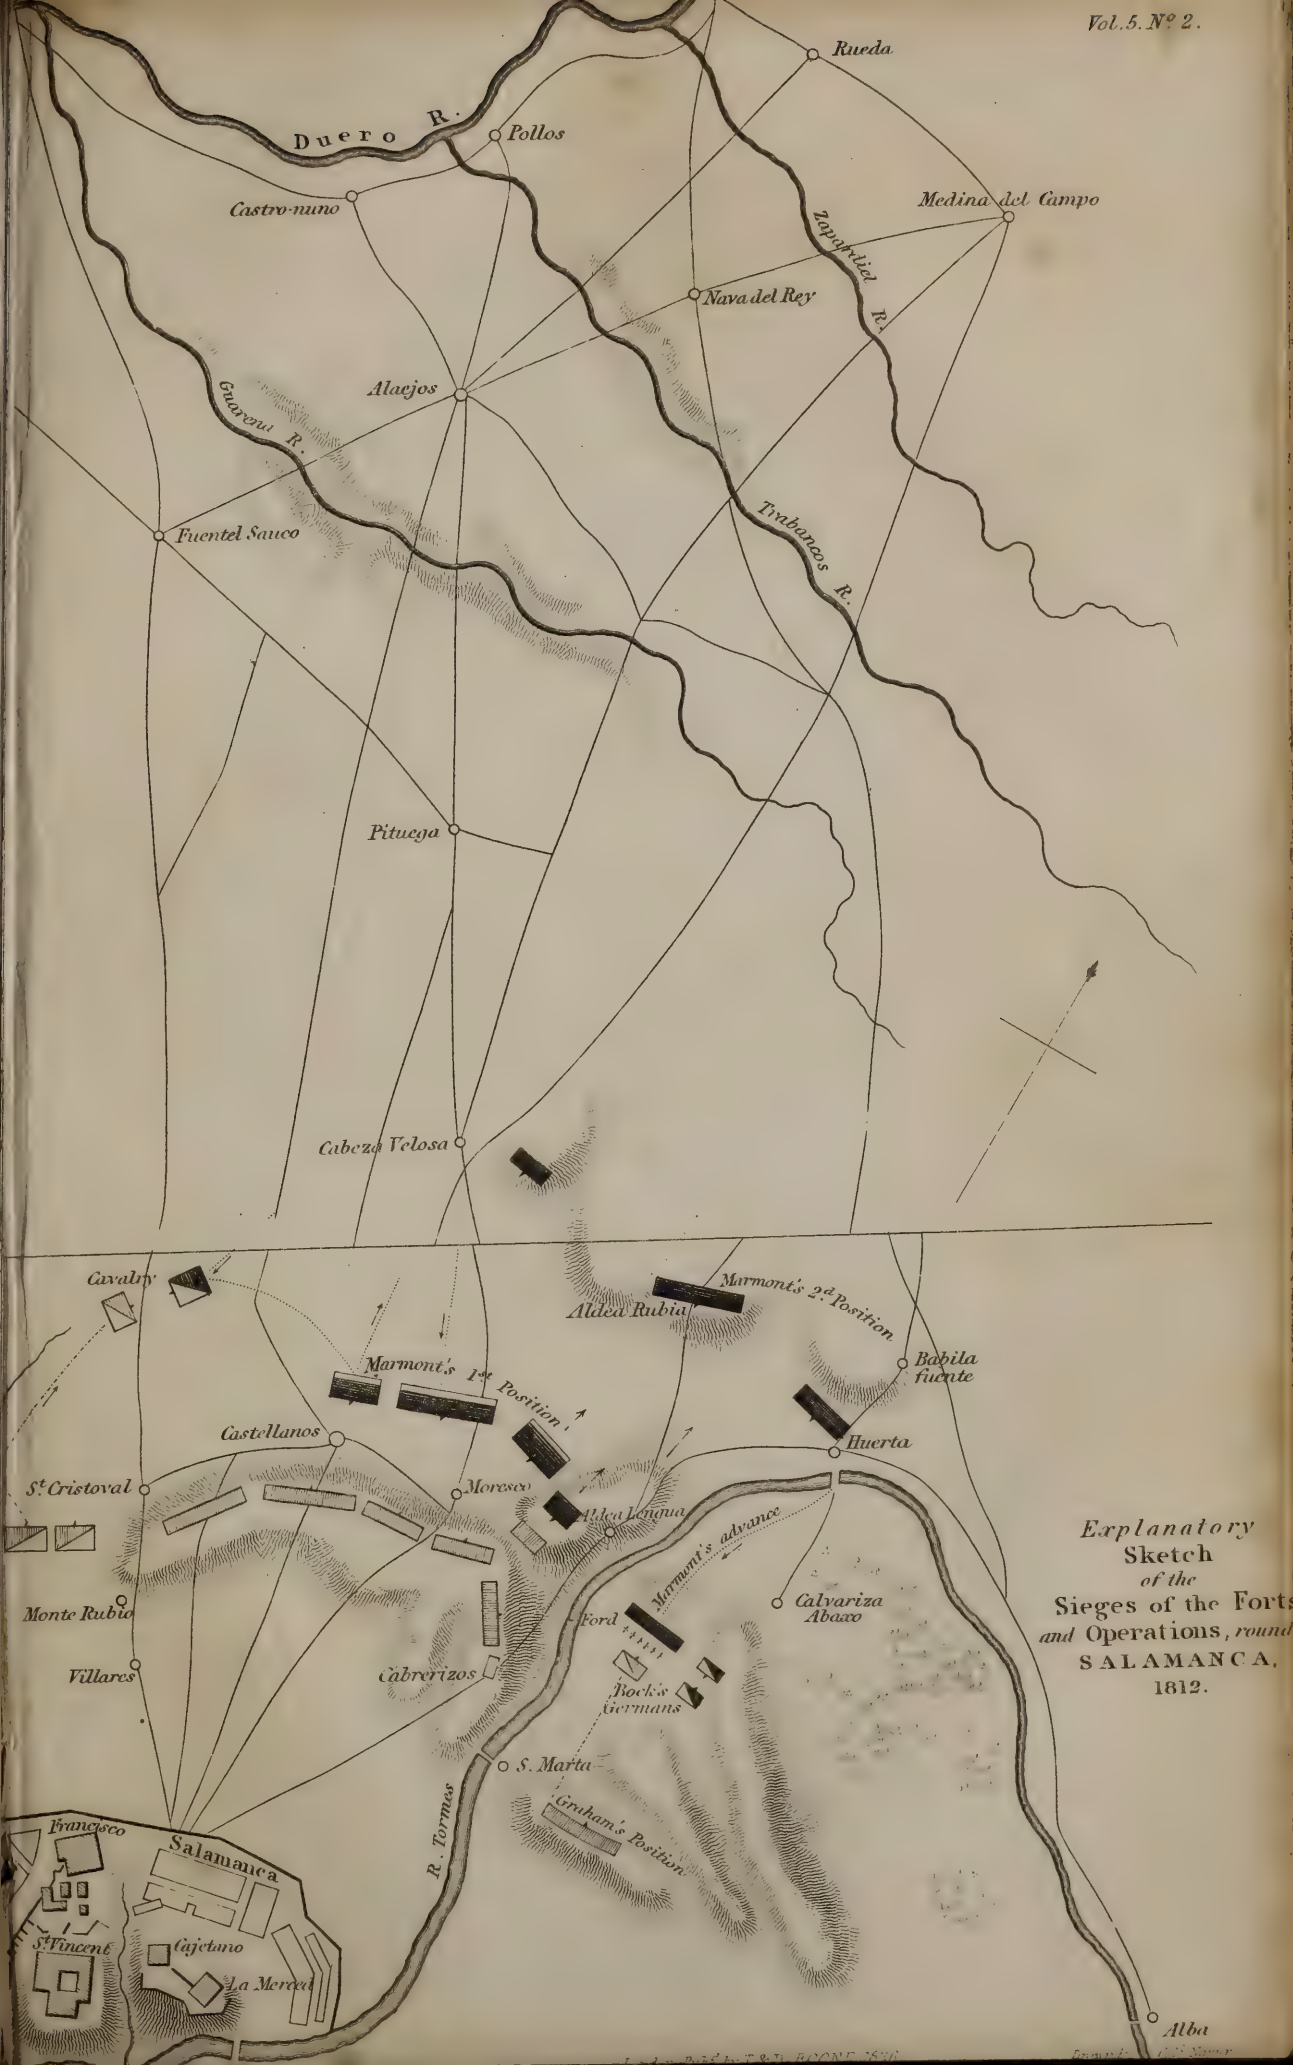 Vol. 5. No. 2.
Rueda
Duero R.
Pollos
Castro-nuno
Medina del Campo
Zapardiel R.
Nava del Rey
Alaejos
Guarena R.
Fuentel Sauco
Trabancos R.
Pituega
Cabeza Velosa
Cavalry
Marmont's 2d. Position
Aldea Rubia
Marmont's 1st Position
Babila
fuente
Castellanos
Huerta
St. Cristoval
Moresco
Aldea Lengua
Marmont's advance
Explanatory
Sketch
of the
Sieges of the Forts
and Operations, round
SALAMANCA,
1812.
Monte Rubio
Ford
Calvariza
Abaxo
Villares
Cabrerizos
Bock's
Germans
S. Marta
R. Tormes
Graham's Position
Francisco
Salamanca
St. Vincent
Cajetano
La Merced
Alba